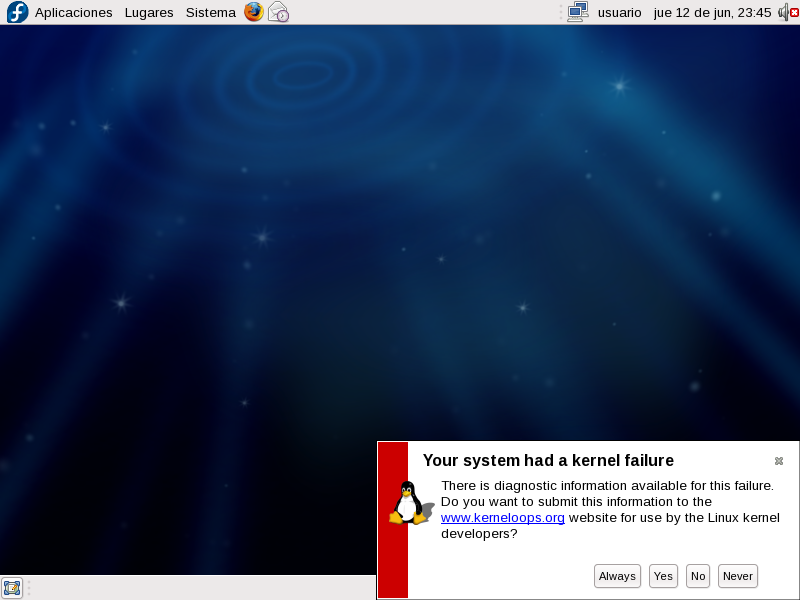 Aplicaciones Lugares Sistema usuario jue 12 de jun, 23:45
Your system had a kernel failure
There is diagnostic information available for this failure.
Do you want to submit this information to the
www.kerneloops.org website for use by the Linux kernel
developers?
Always Yes No Never